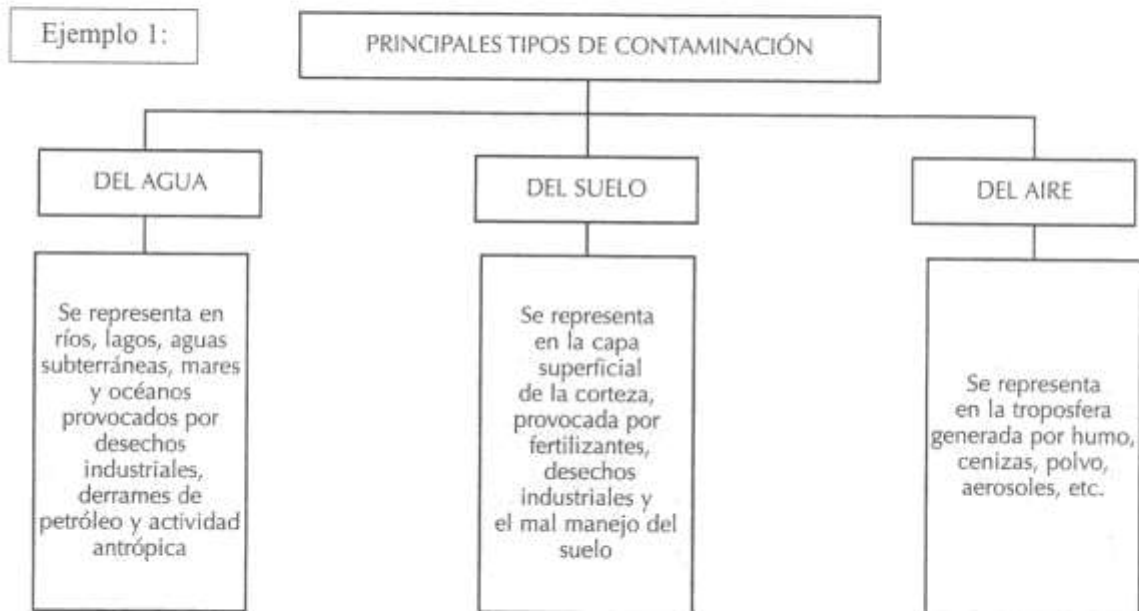 Ejemplo 1:
PRINCIPALES TIPOS DE CONTAMINACIÓN
DEL AGUA
Se representa en
ríos, lagos, aguas
subterráneas, mares
y océanos
provocados por
desechos
industriales,
derrames de
petróleo y actividad
antrópica
DEL SUELO
Se representa
en la capa
superficial
de la corteza,
provocada por
fertilizantes,
desechos
industriales y
el mal manejo del
suelo
DEL AIRE
Se representa
en la troposfera
generada por humo,
cenizas, polvo,
aerosoles, etc.